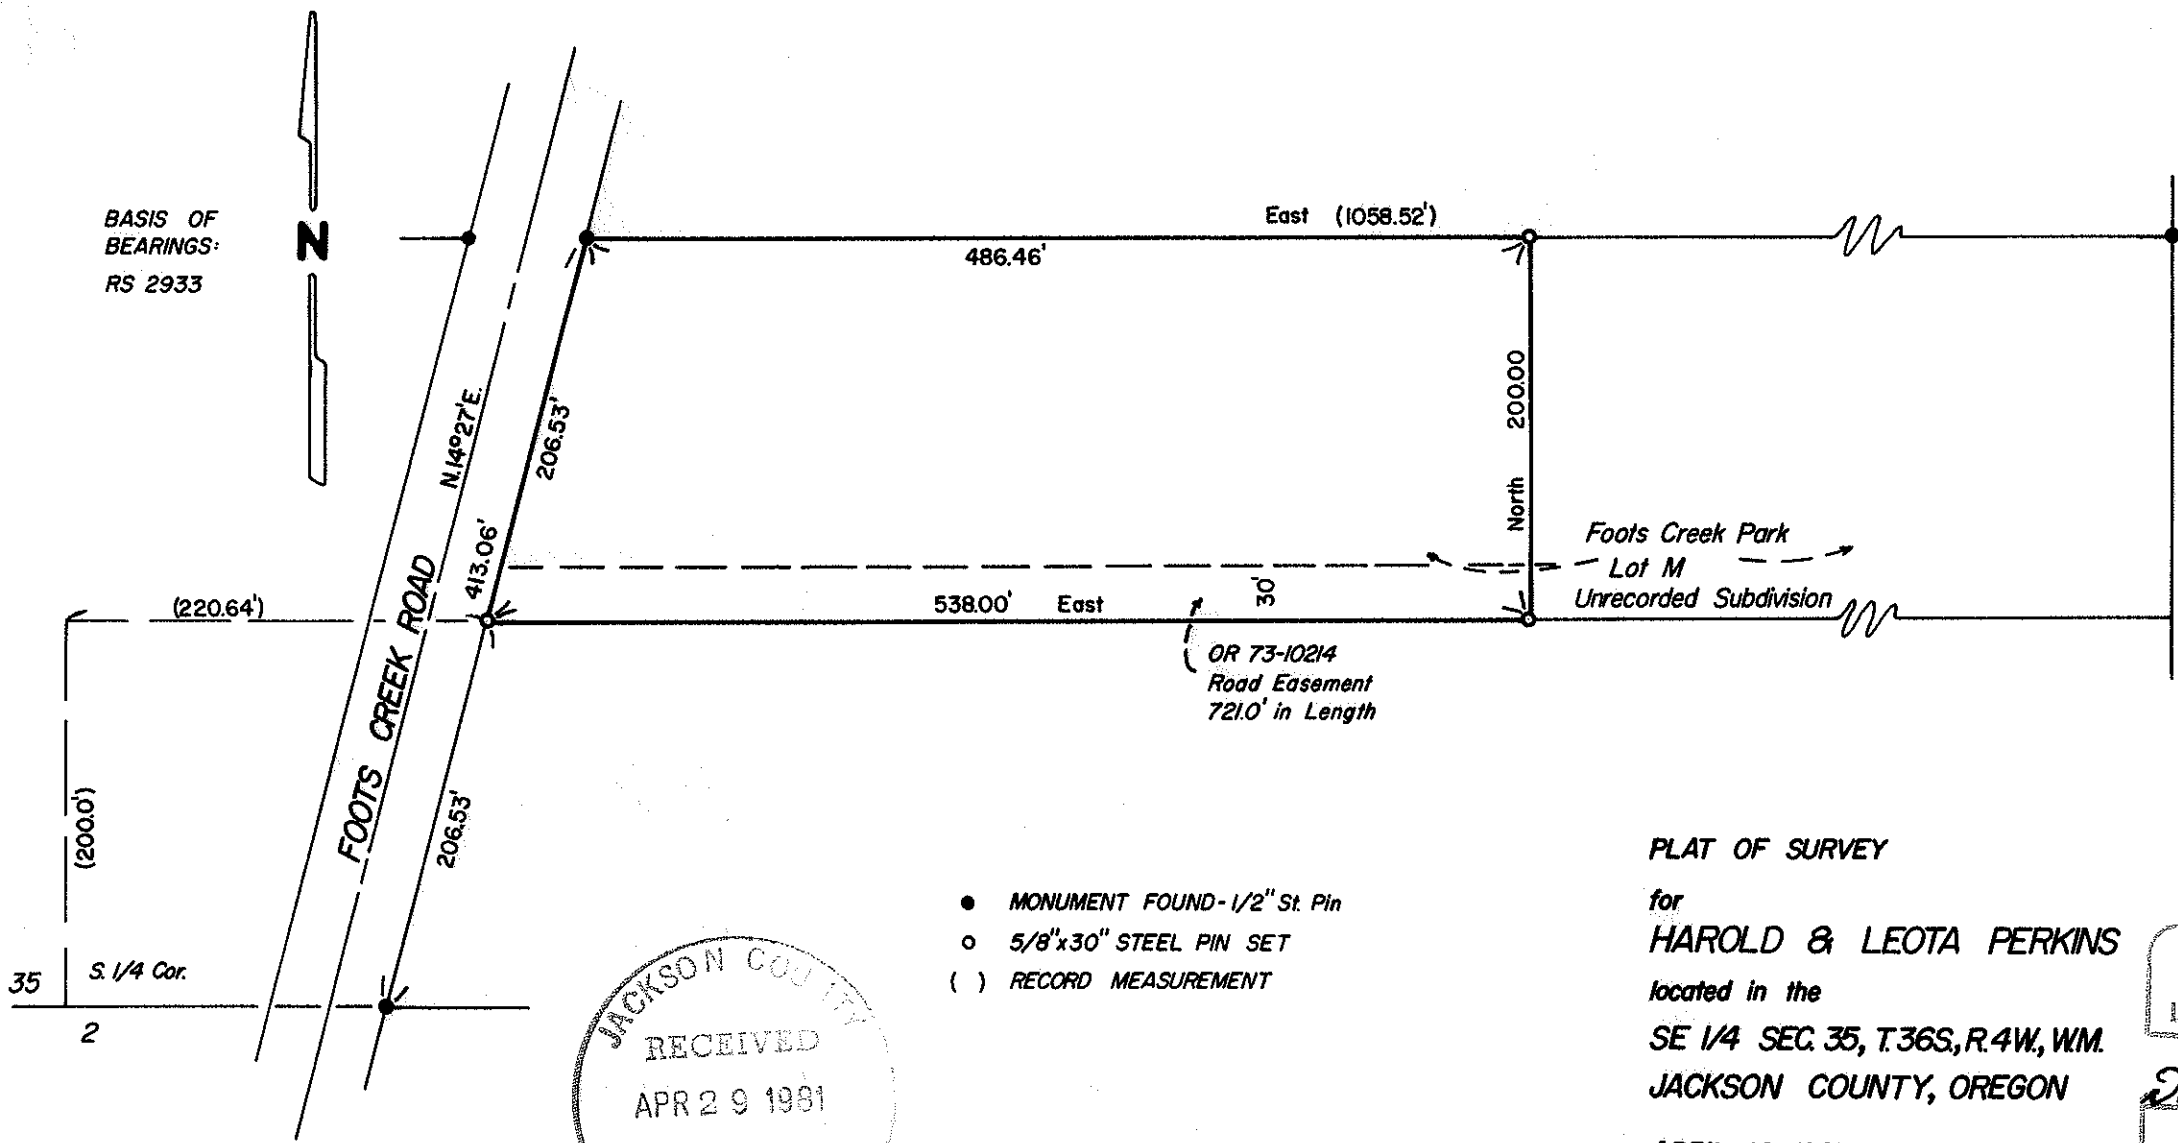 BASIS OF
BEARINGS:
RS 2933
N
East (1058.52')
486.46'
N.14°27'E.
206.53'
North 200.00
413.06'
FOOTS CREEK ROAD
(220.64')
538.00' East
30'
Foots Creek Park
Lot M
Unrecorded Subdivision
OR 73-10214
Road Easement
721.0' in Length
(200.0')
206.53'
35 S. 1/4 Cor.
2
● MONUMENT FOUND-1/2" St. Pin
○ 5/8"x30" STEEL PIN SET
( ) RECORD MEASUREMENT
JACKSON COUNTY
RECEIVED
APR 29 1981
PLAT OF SURVEY
for
HAROLD & LEOTA PERKINS
located in the
SE 1/4 SEC. 35, T.36S., R.4W., W.M.
JACKSON COUNTY, OREGON